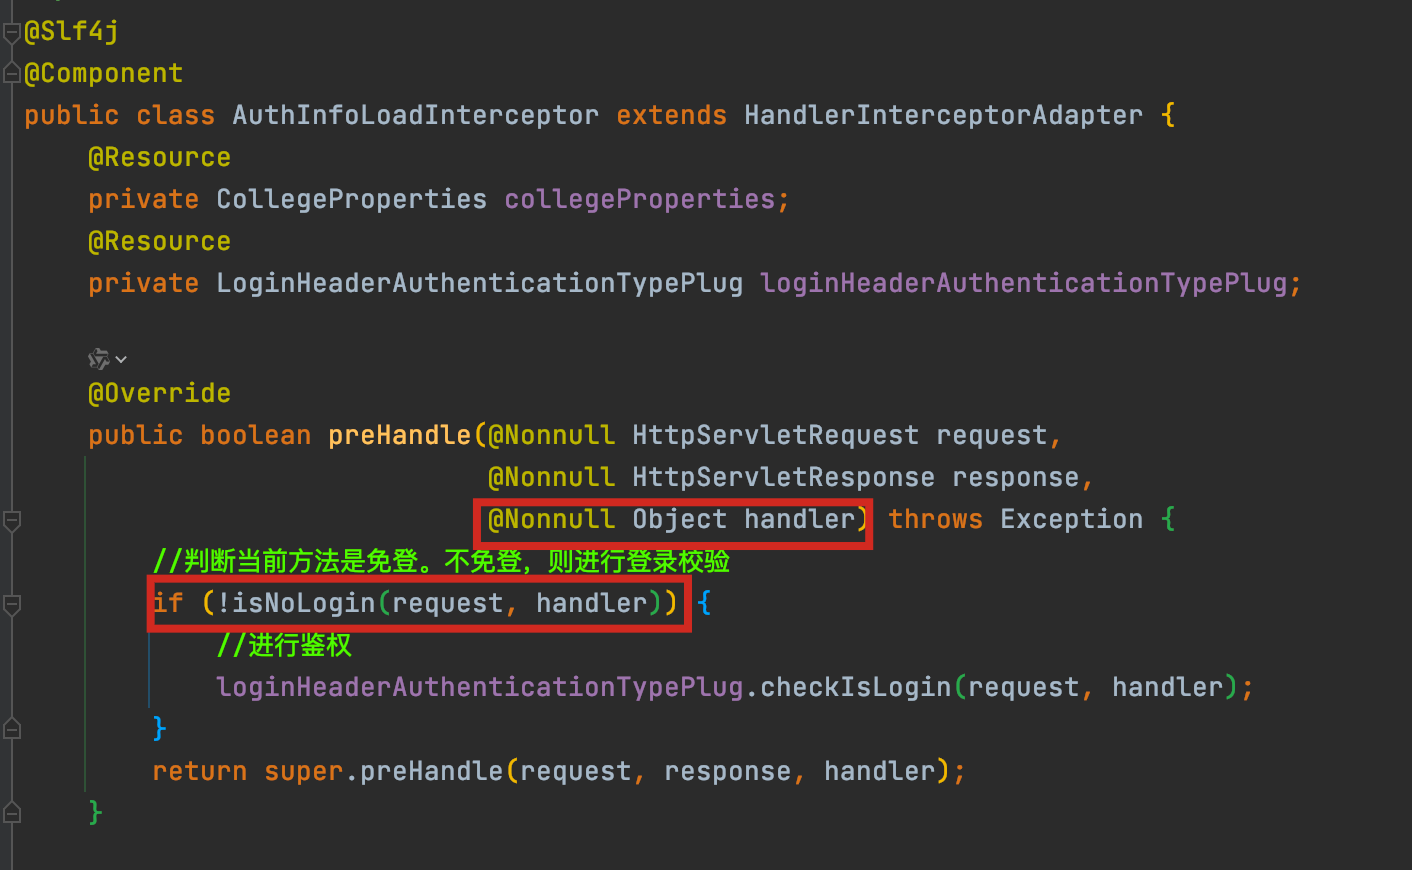 @Slf4j
@Component
public class AuthInfoLoadInterceptor extends HandlerInterceptorAdapter {
@Resource
private CollegeProperties collegeProperties;
@Resource
private LoginHeaderAuthenticationTypePlug loginHeaderAuthenticationTypePlug;
@Override
public boolean preHandle(@Nonnull HttpServletRequest request,
@Nonnull HttpServletResponse response,
@Nonnull Object handler) throws Exception {
//判断当前方法是免登。不免登，则进行登录校验
if (!isNoLogin(request, handler)) {
//进行鉴权
loginHeaderAuthenticationTypePlug.checkIsLogin(request, handler);
}
return super.preHandle(request, response, handler);
}